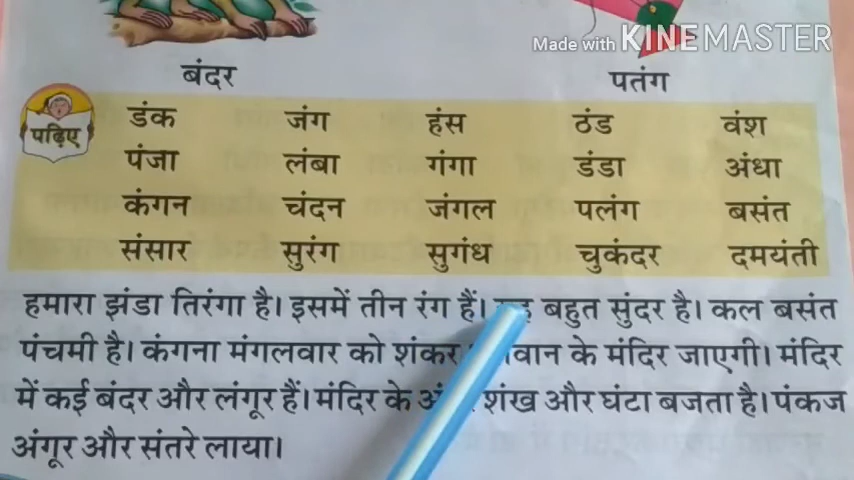 Made with KINEMASTER
बंदर पतंग
पढ़िए
डंक जंग हंस ठंड वंश
पंजा लंबा गंगा डंडा अंधा
कंगन चंदन जंगल पलंग बसंत
संसार सुरंग सुगंध चुकंदर दमयंती
हमारा झंडा तिरंगा है। इसमें तीन रंग हैं। बहुत सुंदर है। कल बसंत
पंचमी है। कंगना मंगलवार को शंकर के मंदिर जाएगी। मंदिर
में कई बंदर और लंगूर हैं। मंदिर के शंख और घंटा बजता है। पंकज
अंगूर और संतरे लाया।